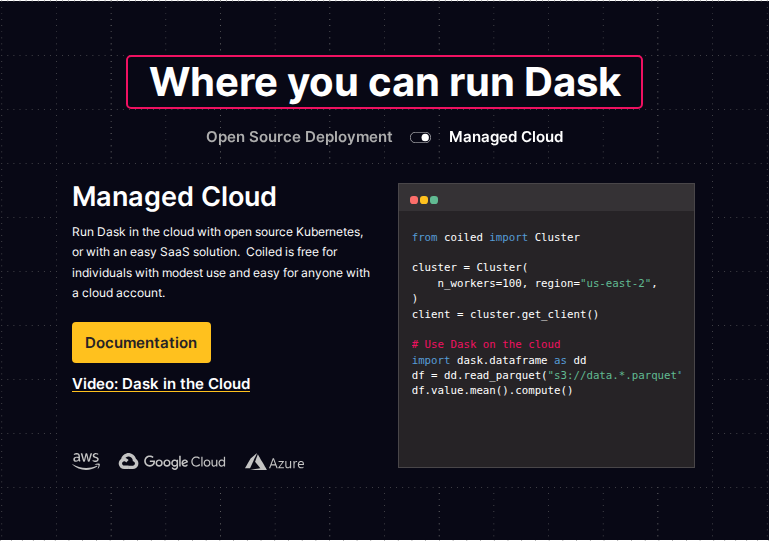 Where you can run Dask
Open Source Deployment Managed Cloud
Managed Cloud
Run Dask in the cloud with open source Kubernetes,
or with an easy SaaS solution. Coiled is free for
individuals with modest use and easy for anyone with
a cloud account.
Documentation
Video: Dask in the Cloud
aws Google Cloud Azure
from coiled import Cluster
cluster = Cluster(
    n_workers=100, region="us-east-2",
)
client = cluster.get_client()
# Use Dask on the cloud
import dask.dataframe as dd
df = dd.read_parquet("s3://data.*.parquet"
df.value.mean().compute()